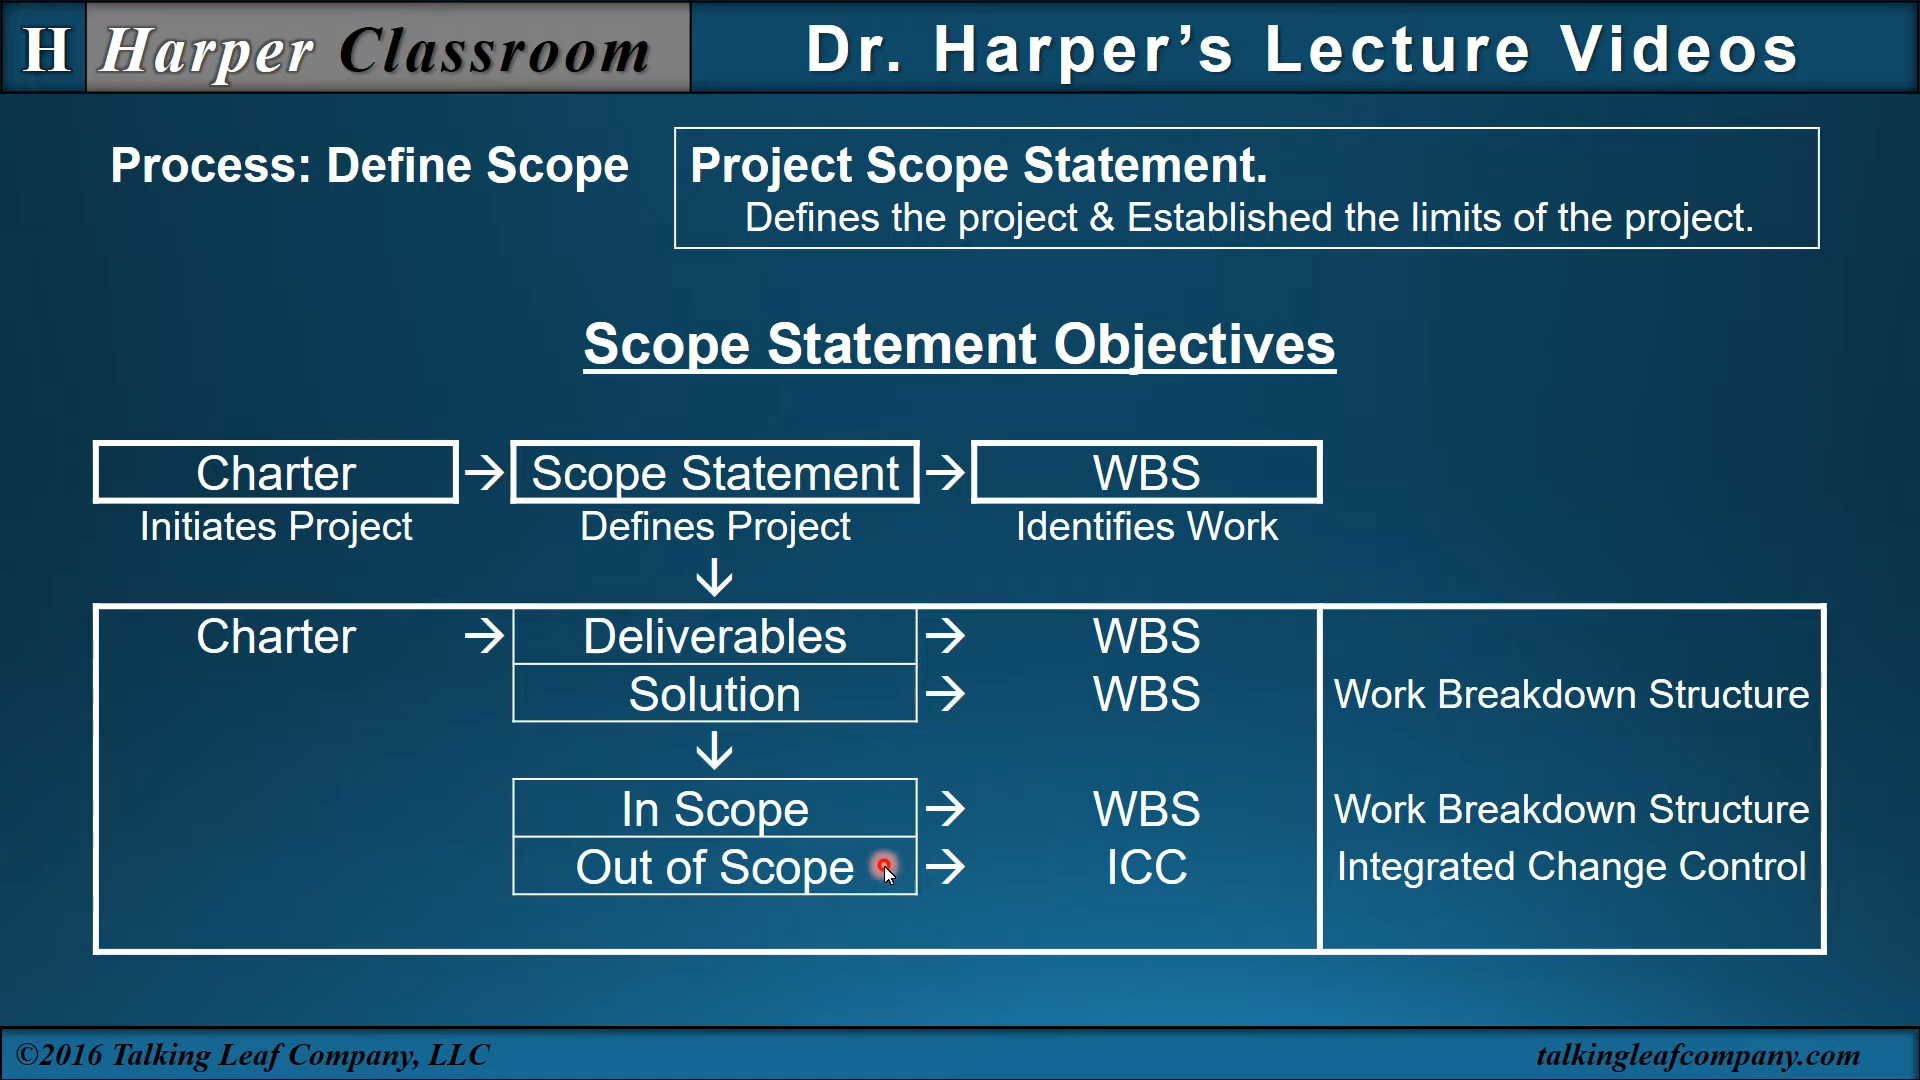 H Harper Classroom Dr. Harper’s Lecture Videos
Process: Define Scope
Project Scope Statement.
Defines the project & Established the limits of the project.
Scope Statement Objectives
Charter → Scope Statement → WBS
Initiates Project Defines Project Identifies Work
↓
Charter → Deliverables → WBS
Solution → WBS Work Breakdown Structure
↓
In Scope → WBS Work Breakdown Structure
Out of Scope → ICC Integrated Change Control
©2016 Talking Leaf Company, LLC talkingleafcompany.com